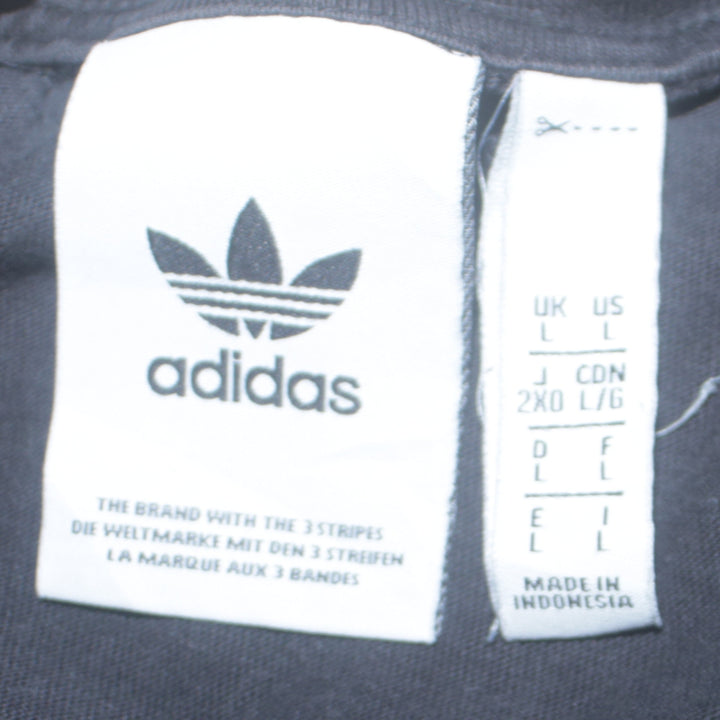 adidas
THE BRAND WITH THE 3 STRIPES
DIE WELTMARKE MIT DEN 3 STREIFEN
LA MARQUE AUX 3 BANDES
UK US
L L
J CDN
2XO L/G
D F
L L
E I
L L
MADE IN
INDONESIA